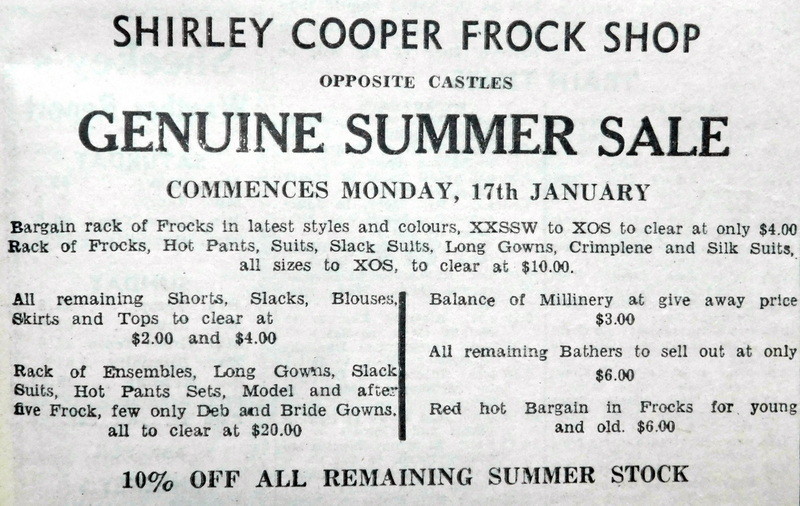 SHIRLEY COOPER FROCK SHOP
OPPOSITE CASTLES
GENUINE SUMMER SALE
COMMENCES MONDAY, 17th JANUARY
Bargain rack of Frocks in latest styles and colours, XXSSW to XOS to clear at only $4.00
Rack of Frocks, Hot Pants, Suits, Slack Suits, Long Gowns, Crimplene and Silk Suits,
all sizes to XOS, to clear at $10.00.
All remaining Shorts, Slacks, Blouses,
Skirts and Tops to clear at
$2.00 and $4.00
Rack of Ensembles, Long Gowns, Slack
Suits, Hot Pants Sets, Model and after
five Frock, few only Deb and Bride Gowns,
all to clear at $20.00
Balance of Millinery at give away price
$3.00
All remaining Bathers to sell out at only
$6.00
Red hot Bargain in Frocks for young
and old. $6.00
10% OFF ALL REMAINING SUMMER STOCK